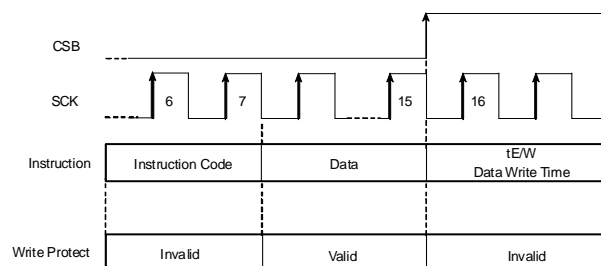 CSB
SCK
6
7
15
16
Instruction
Instruction Code
Data
tE/W
Data Write Time
Write Protect
Invalid
Valid
Invalid